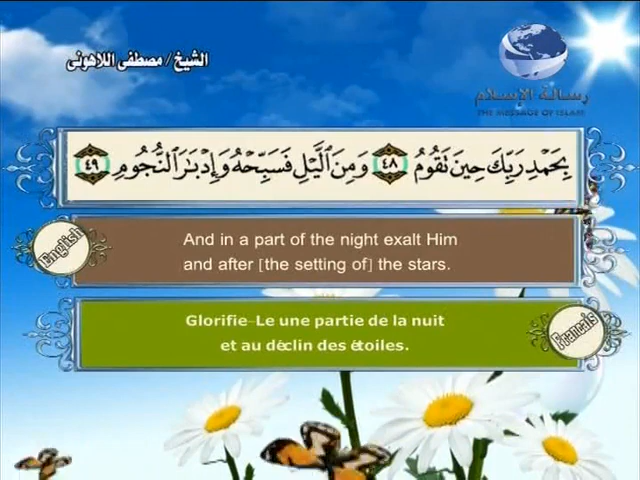 الشيخ / مصطفى اللاهونى
رسالة الإسلام
THE MESSAGE OF ISLAM
بِحَمْدِ رَبِّكَ حِينَ تَقُومُ ٤٨ وَمِنَ ٱلَّيْلِ فَسَبِّحْهُ وَإِدْبَٰرَ ٱلنُّجُومِ ٤٩
English
And in a part of the night exalt Him
and after [the setting of] the stars.
Glorifie-Le une partie de la nuit
et au déclin des étoiles.
Francais